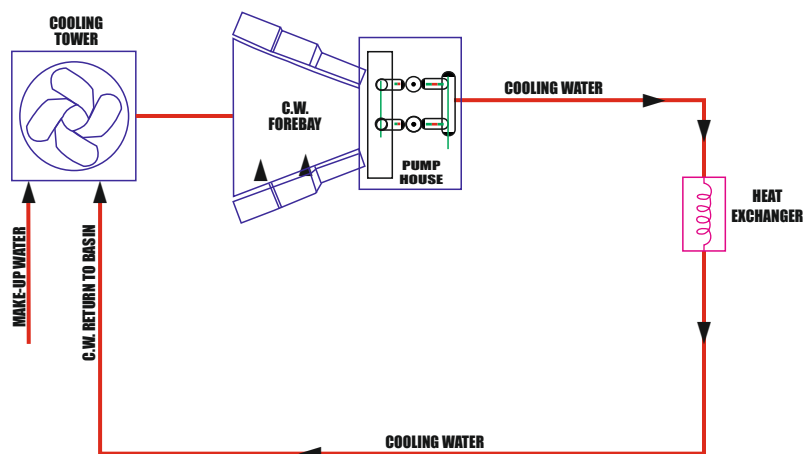 COOLING
TOWER
C.W.
FOREBAY
PUMP
HOUSE
COOLING WATER
HEAT
EXCHANGER
MAKE-UP WATER
C.W. RETURN TO BASIN
COOLING WATER